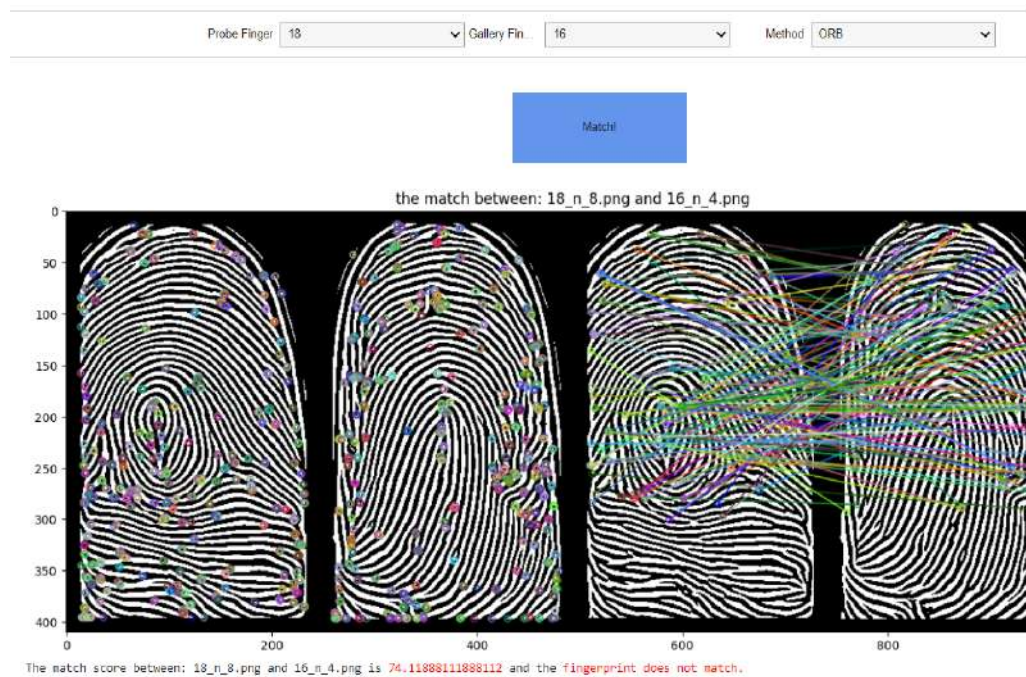 Probe Finger 18 Gallery Fin... 16 Method ORB
Match!
the match between: 18_n_8.png and 16_n_4.png
0
50
100
150
200
250
300
350
400
0 200 400 600 800
The match score between: 18_n_8.png and 16_n_4.png is 74.11888111888112 and the fingerprint does not match.